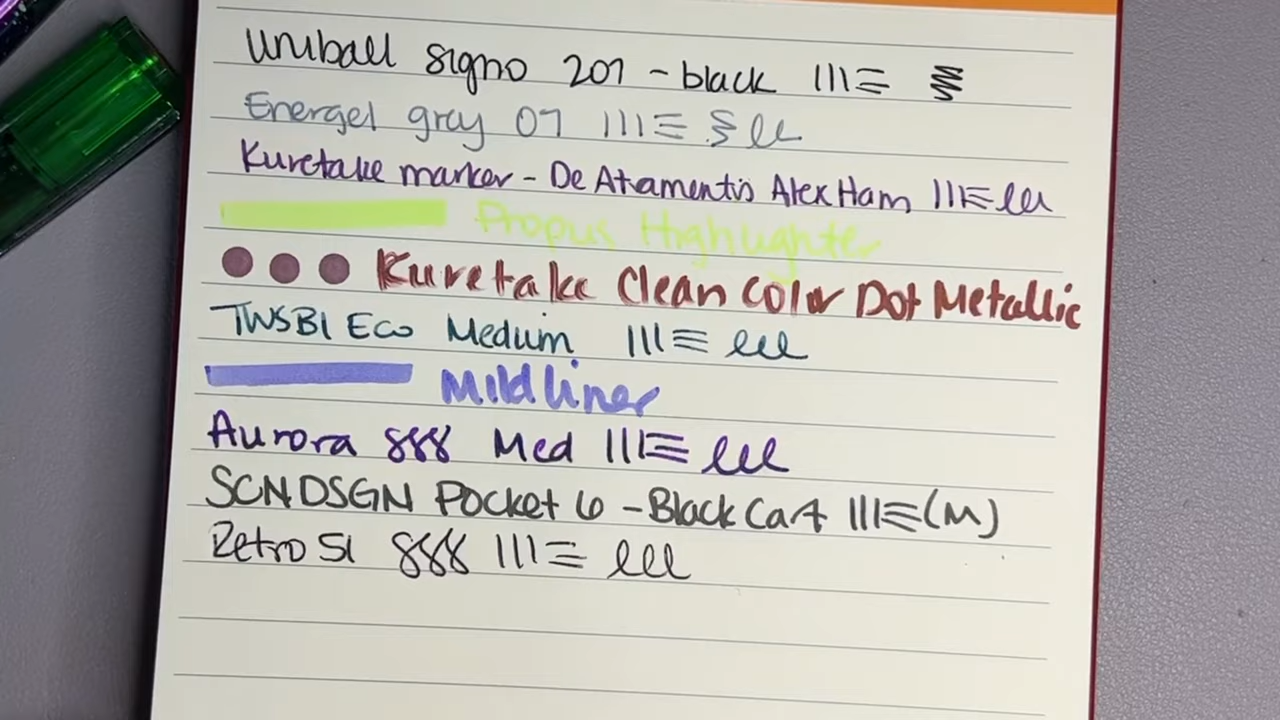 Uniball Signo 207 - black
Energel gray 07
Kuretake marker - De Atramentis Alex Ham
Propus Highlighter
Kuretake Clean Color Dot Metallic
TWSBI Eco Medium
Mildliner
Aurora 888 Med
SCNDSGN Pocket 6 - Black Cart (M)
Retro 51 888